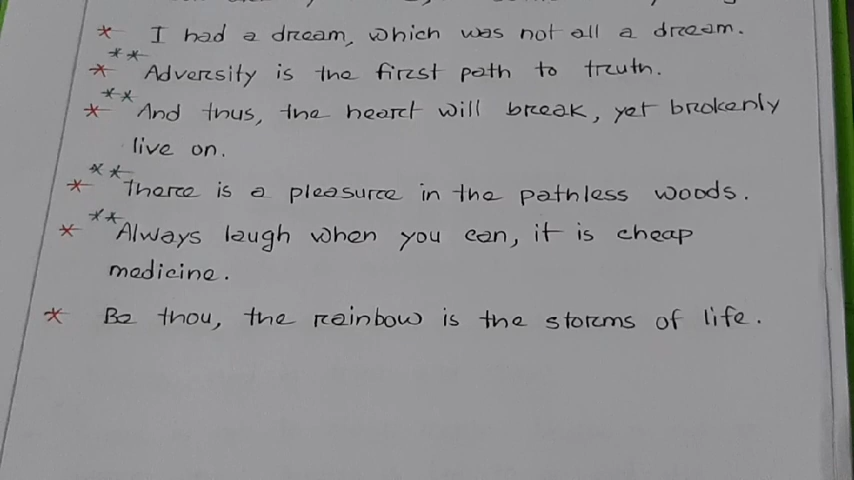 * I had a dream, which was not all a dream.
** * Adversity is the first path to truth.
** * And thus, the heart will break, yet brokenly
live on.
** * There is a pleasure in the pathless woods.
** * Always laugh when you can, it is cheap
medicine.
* Be thou, the rainbow is the storms of life.